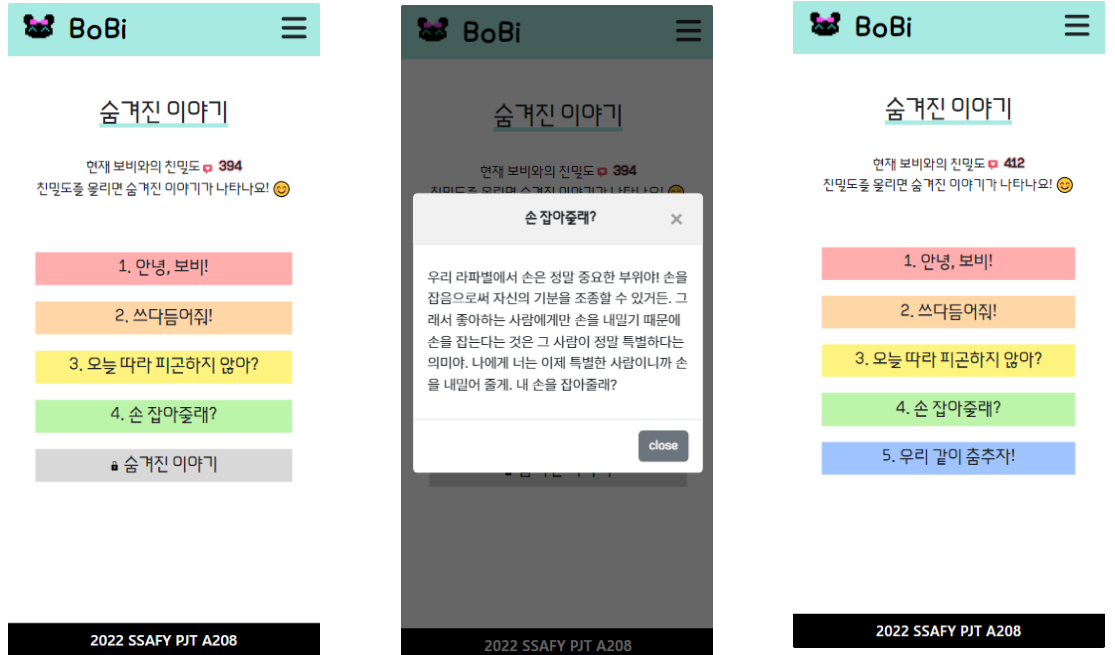 BoBi
숨겨진 이야기
현재 보비와의 친밀도 394
친밀도를 올리면 숨겨진 이야기가 나타나요!
1. 안녕, 보비!
2. 쓰다듬어줘!
3. 오늘 따라 피곤하지 않아?
4. 손 잡아줄래?
숨겨진 이야기
2022 SSAFY PJT A208
BoBi
숨겨진 이야기
현재 보비와의 친밀도 394
친밀도를 올리면 숨겨진 이야기가 나타나요!
손 잡아줄래?
×
우리 라파별에서 손은 정말 중요한 부위야! 손을
잡음으로써 자신의 기분을 조종할 수 있거든. 그
래서 좋아하는 사람에게만 손을 내밀기 때문에
손을 잡는다는 것은 그 사람이 정말 특별하다는
의미야. 나에게 너는 이제 특별한 사람이니까 손
을 내밀어 줄게. 내 손을 잡아줄래?
close
2022 SSAFY PJT A208
BoBi
숨겨진 이야기
현재 보비와의 친밀도 412
친밀도를 올리면 숨겨진 이야기가 나타나요!
1. 안녕, 보비!
2. 쓰다듬어줘!
3. 오늘 따라 피곤하지 않아?
4. 손 잡아줄래?
5. 우리 같이 춤추자!
2022 SSAFY PJT A208